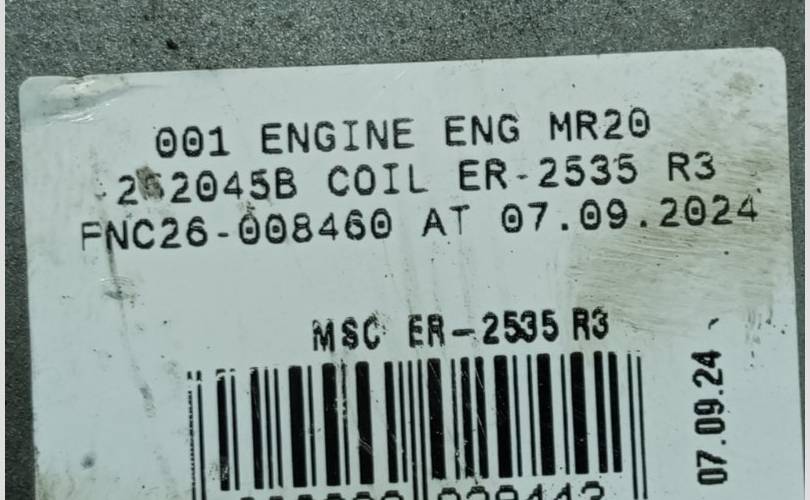 001 ENGINE ENG MR20
COIL ER-2535 R3
FNC26-008460 AT 07.09.2024
MSC ER-2535 R3
07.09.24